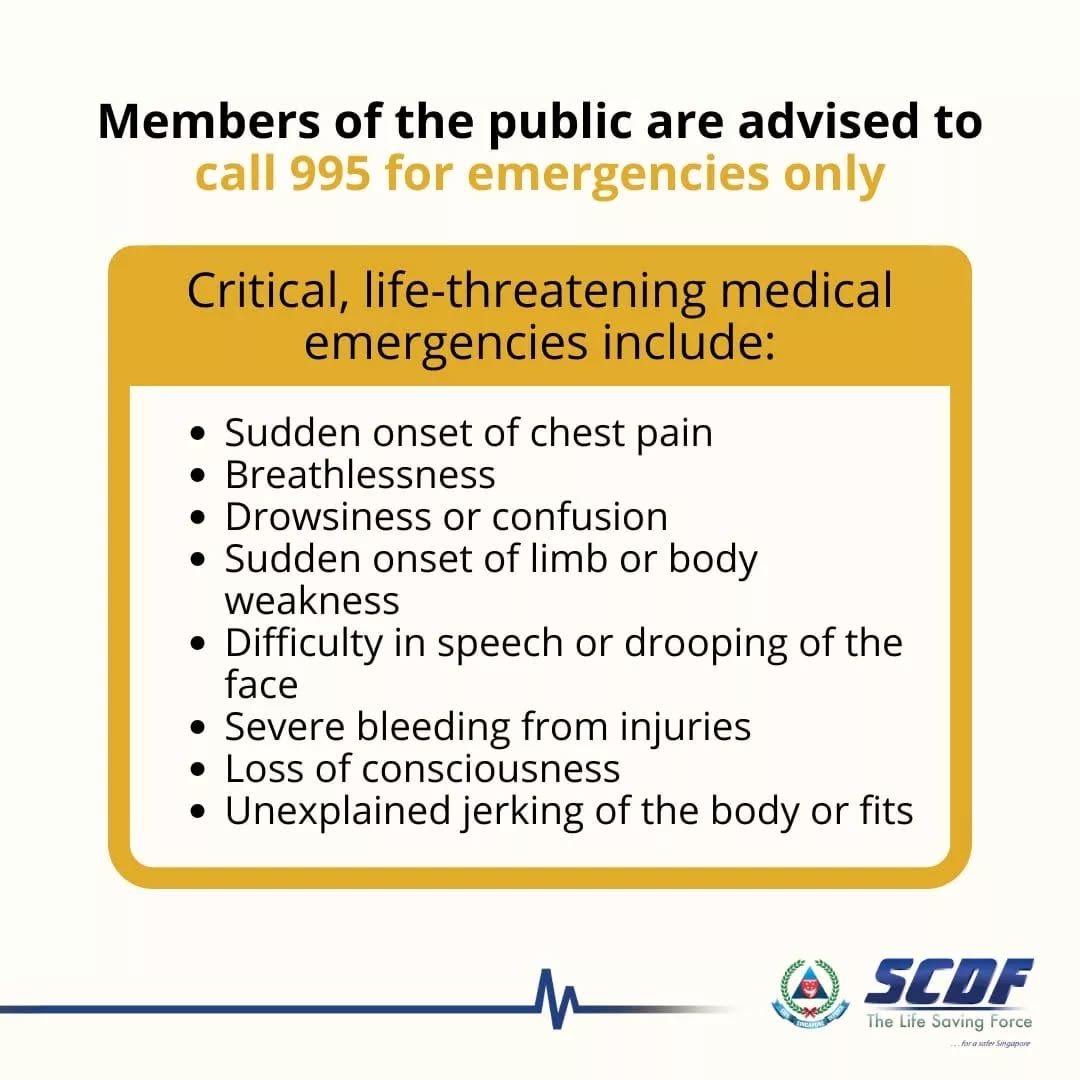 Members of the public are advised to
call 995 for emergencies only
Critical, life-threatening medical
emergencies include:
• Sudden onset of chest pain
• Breathlessness
• Drowsiness or confusion
• Sudden onset of limb or body
weakness
• Difficulty in speech or drooping of the
face
• Severe bleeding from injuries
• Loss of consciousness
• Unexplained jerking of the body or fits
SINGAPORE
SCDF
The Life Saving Force
...for a safer Singapore